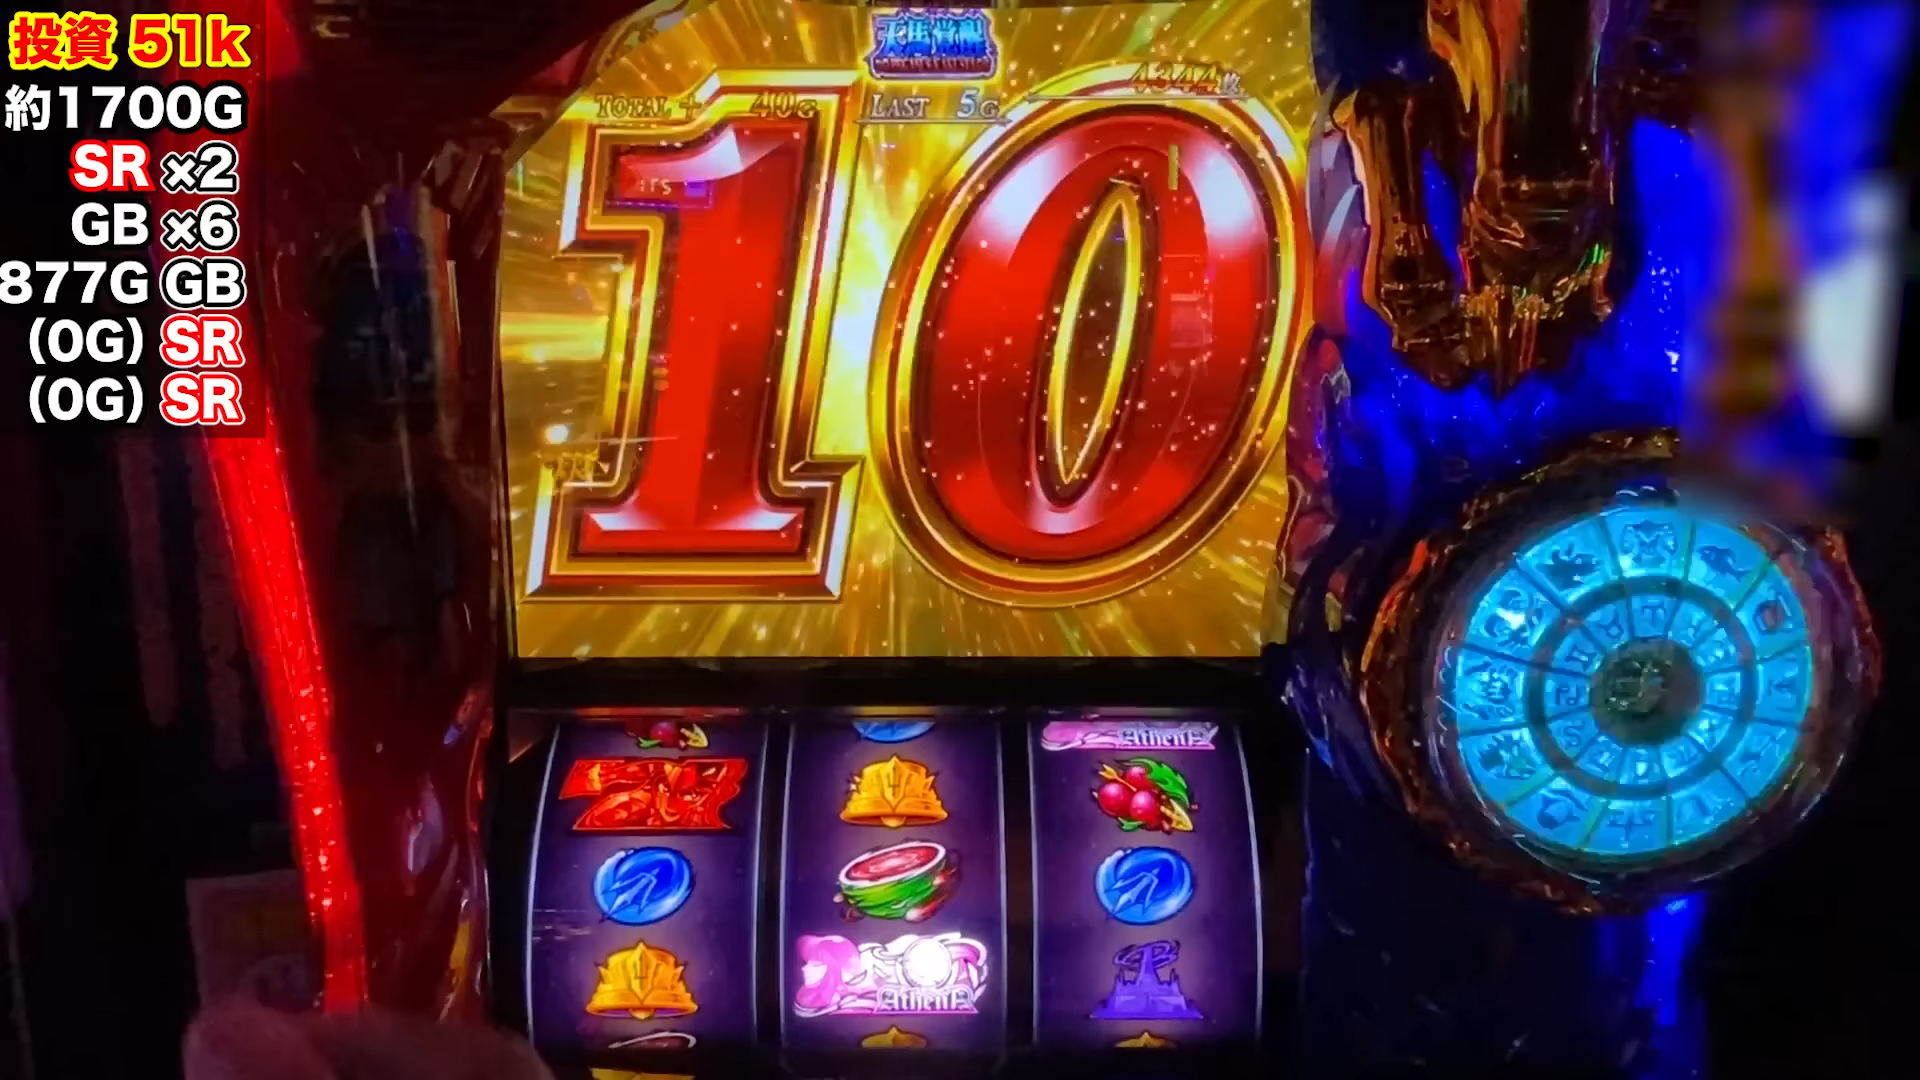 投資 51k
約1700G
SR ×2
GB ×6
877G GB
(0G) SR
(0G) SR
天馬覚醒
TOTAL + 40G LAST 5G 4344枚
10
AthenA
AthenA